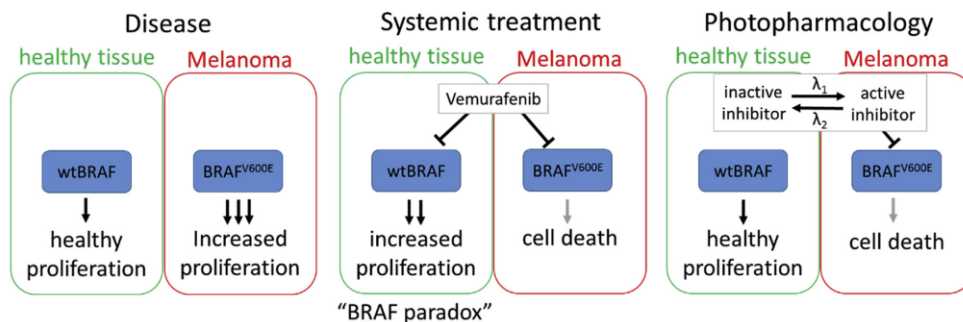 Disease
healthy tissue
Melanoma
wtBRAF
BRAFV600E
healthy
proliferation
Increased
proliferation
Systemic treatment
healthy tissue
Melanoma
Vemurafenib
wtBRAF
BRAFV600E
increased
proliferation
cell death
“BRAF paradox”
Photopharmacology
healthy tissue
Melanoma
inactive
inhibitor
λ1
λ2
active
inhibitor
wtBRAF
BRAFV600E
healthy
proliferation
cell death